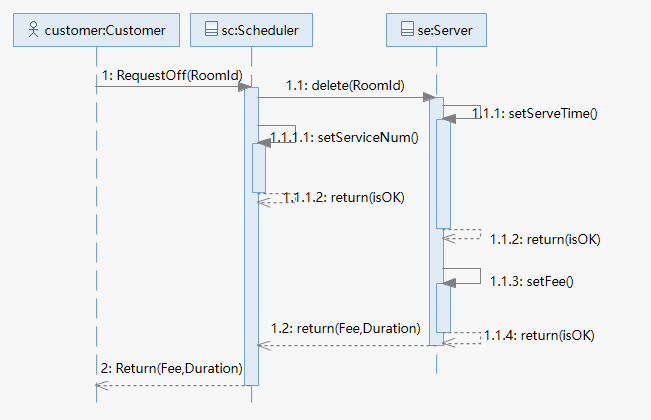 customer:Customer
sc:Scheduler
se:Server
1: RequestOff(RoomId)
1.1: delete(RoomId)
1.1.1: setServeTime()
1.1.1.1: setServiceNum()
1.1.1.2: return(isOK)
1.1.2: return(isOK)
1.1.3: setFee()
1.2: return(Fee,Duration)
1.1.4: return(isOK)
2: Return(Fee,Duration)